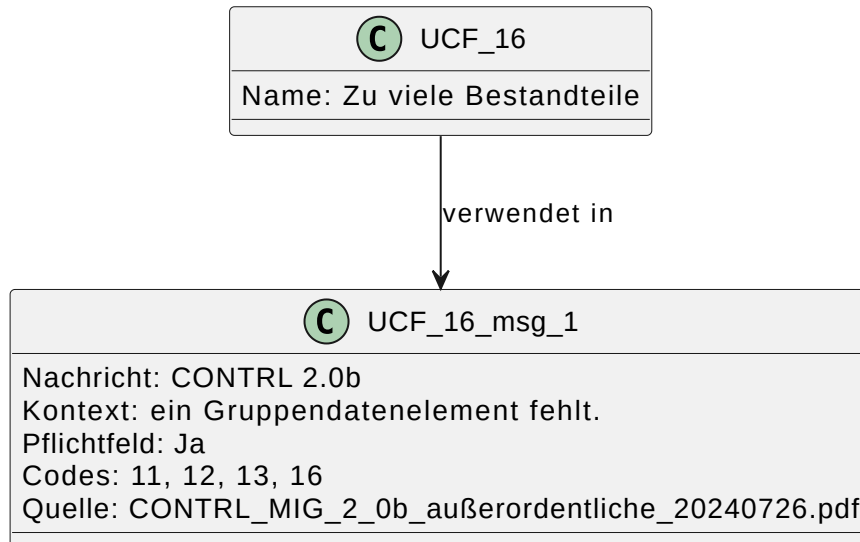 C UCF_16
Name: Zu viele Bestandteile
verwendet in
C UCF_16_msg_1
Nachricht: CONTRL 2.0b
Kontext: ein Gruppendatenelement fehlt.
Pflichtfeld: Ja
Codes: 11, 12, 13, 16
Quelle: CONTRL_MIG_2_0b_außerordentliche_20240726.pdf